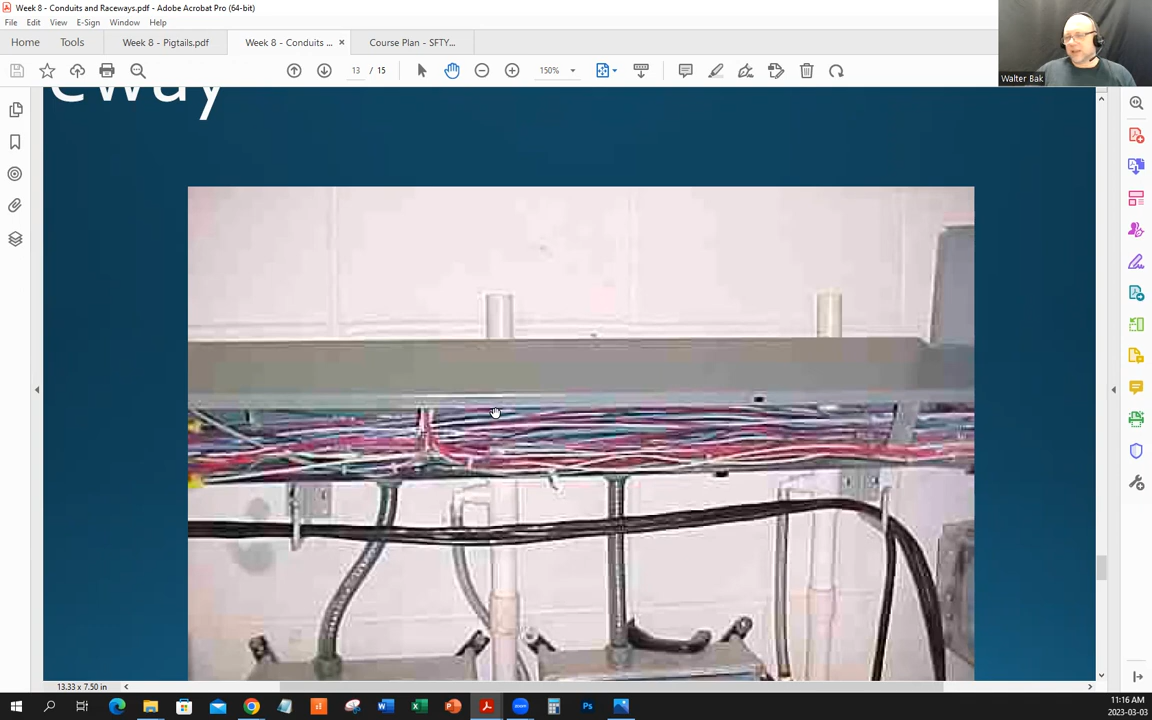 Week 8 - Conduits and Raceways.pdf - Adobe Acrobat Pro (64-bit)
File Edit View E-Sign Window Help
Home Tools Week 8 - Pigtails.pdf Week 8 - Conduits ... × Course Plan - SFTY...
13 / 15 150%
Walter Bak
eway
13.33 x 7.50 in
11:16 AM
2023-03-03